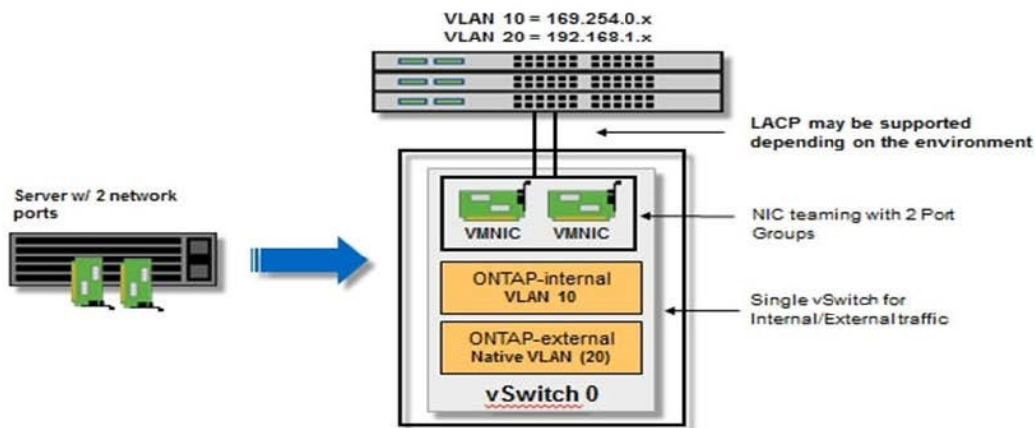 VLAN 10 = 169.254.0.x
VLAN 20 = 192.168.1.x
LACP may be supported
depending on the environment
Server w/ 2 network
ports
VMNIC
VMNIC
NIC teaming with 2 Port
Groups
ONTAP-internal
VLAN 10
Single vSwitch for
Internal/External traffic
ONTAP-external
Native VLAN (20)
vSwitch 0